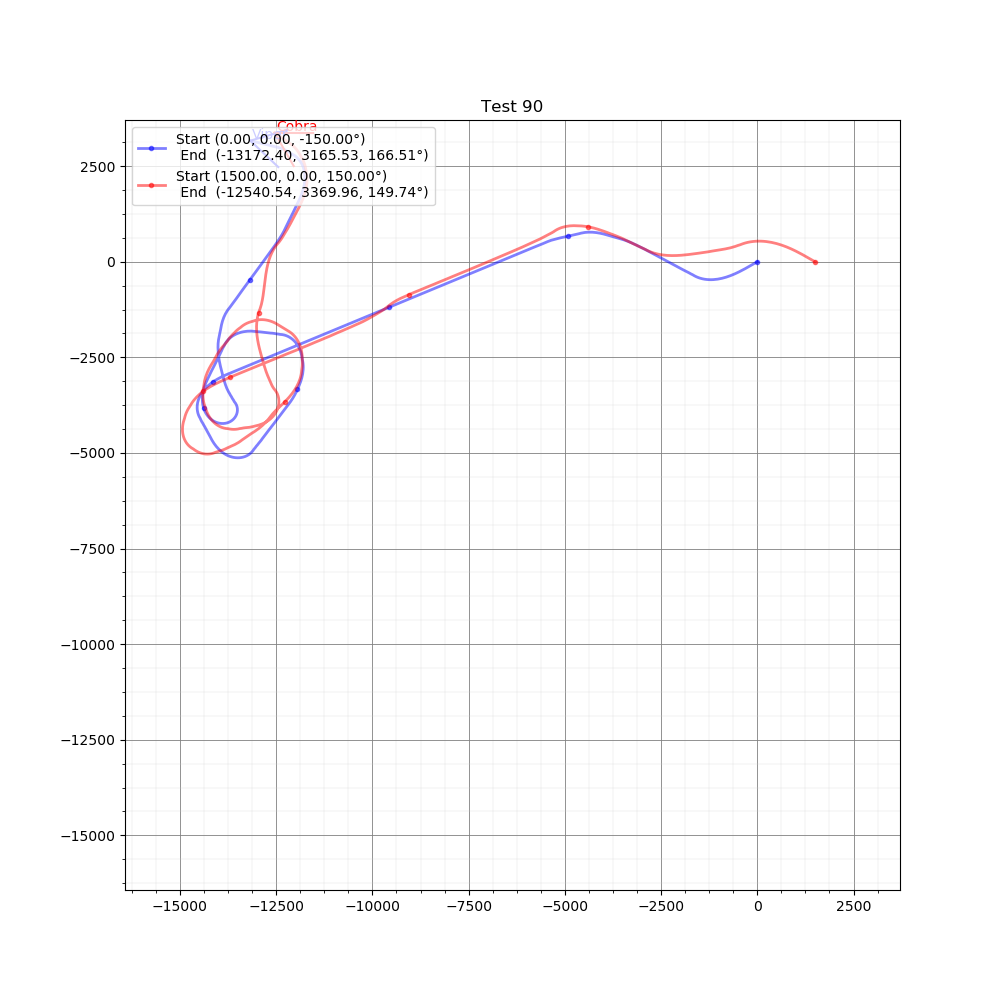 Test 90
Cobra
Start (0.00, 0.00, -150.00°)
End  (-13172.40, 3165.53, 166.51°)
Start (1500.00, 0.00, 150.00°)
End  (-12540.54, 3369.96, 149.74°)
2500
0
−2500
−5000
−7500
−10000
−12500
−15000
−15000 −12500 −10000 −7500 −5000 −2500 0 2500